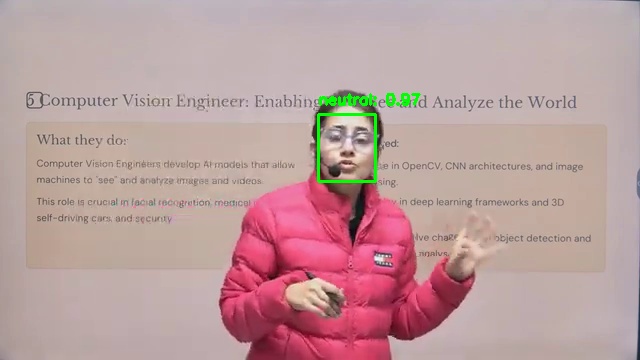 5 Computer Vision Engineer: Enabling and Analyze the World
neutral: 0.97
What they do:
Computer Vision Engineers develop AI models that allow
machines to "see" and analyze images and videos.
This role is crucial in facial recognition, medical
self-driving cars, and security
in OpenCV, CNN architectures, and image
in deep learning frameworks and 3D
object detection and